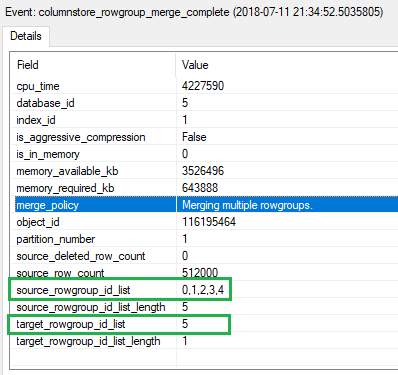 Event: columnstore_rowgroup_merge_complete (2018-07-11 21:34:52.5035805)
Details
Field Value
cpu_time 4227590
database_id 5
index_id 1
is_aggressive_compression False
is_in_memory 0
memory_available_kb 3526496
memory_required_kb 643888
merge_policy Merging multiple rowgroups.
object_id 116195464
partition_number 1
source_deleted_row_count 0
source_row_count 512000
source_rowgroup_id_list 0,1,2,3,4
source_rowgroup_id_list_length 5
target_rowgroup_id_list 5
target_rowgroup_id_list_length 1